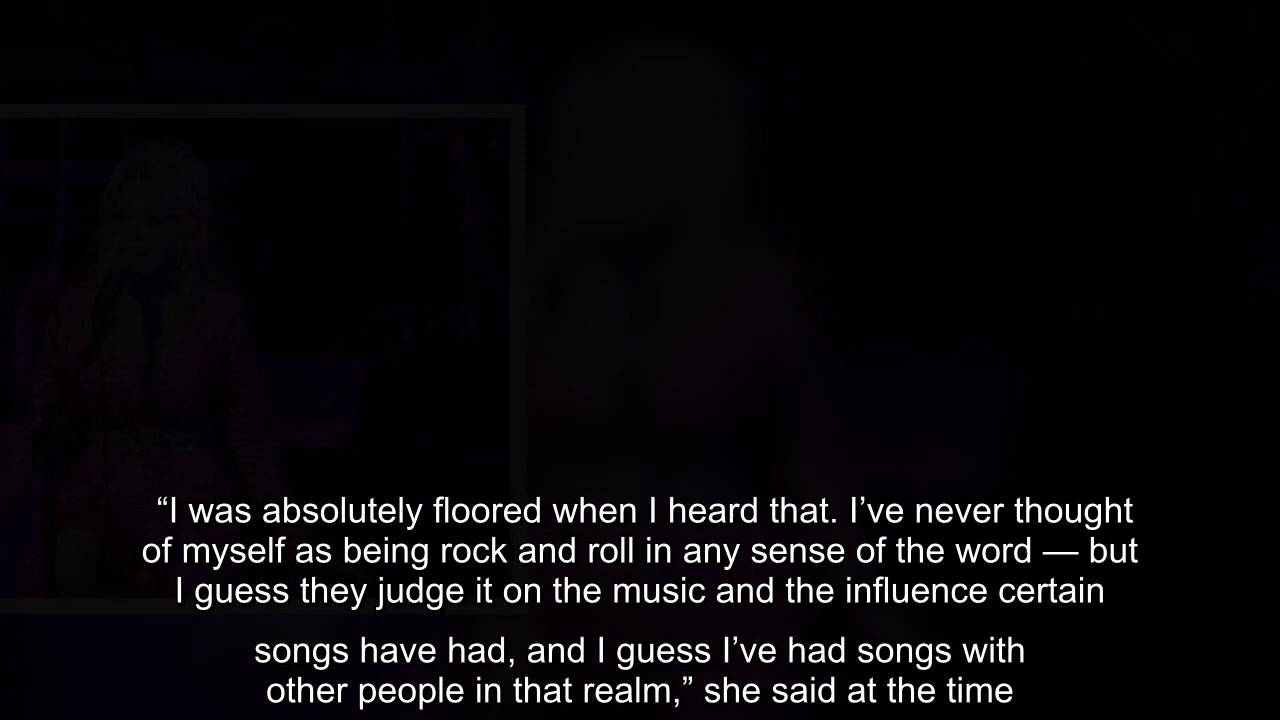 “I was absolutely floored when I heard that. I’ve never thought
of myself as being rock and roll in any sense of the word — but
I guess they judge it on the music and the influence certain
songs have had, and I guess I’ve had songs with
other people in that realm,” she said at the time